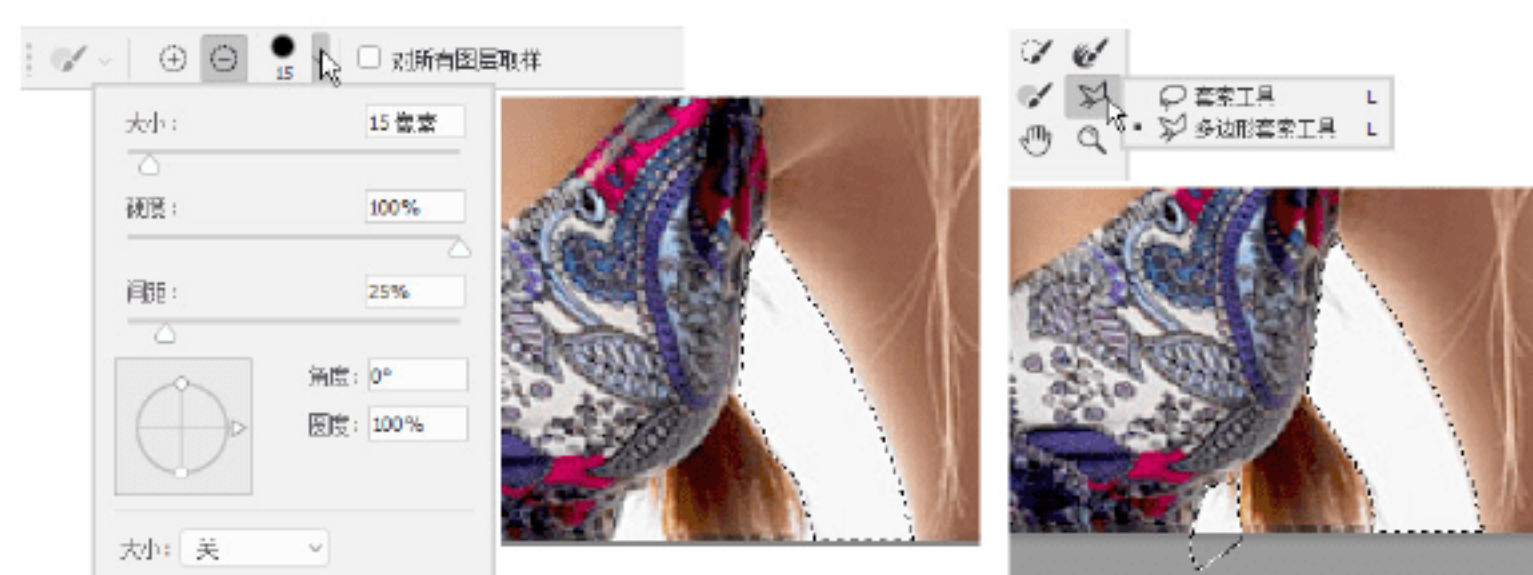 15
对所有图层取样
大小：
15 像素
硬度：
100%
间距：
25%
角度：0°
圆度：100%
大小：关
套索工具 L
多边形套索工具 L